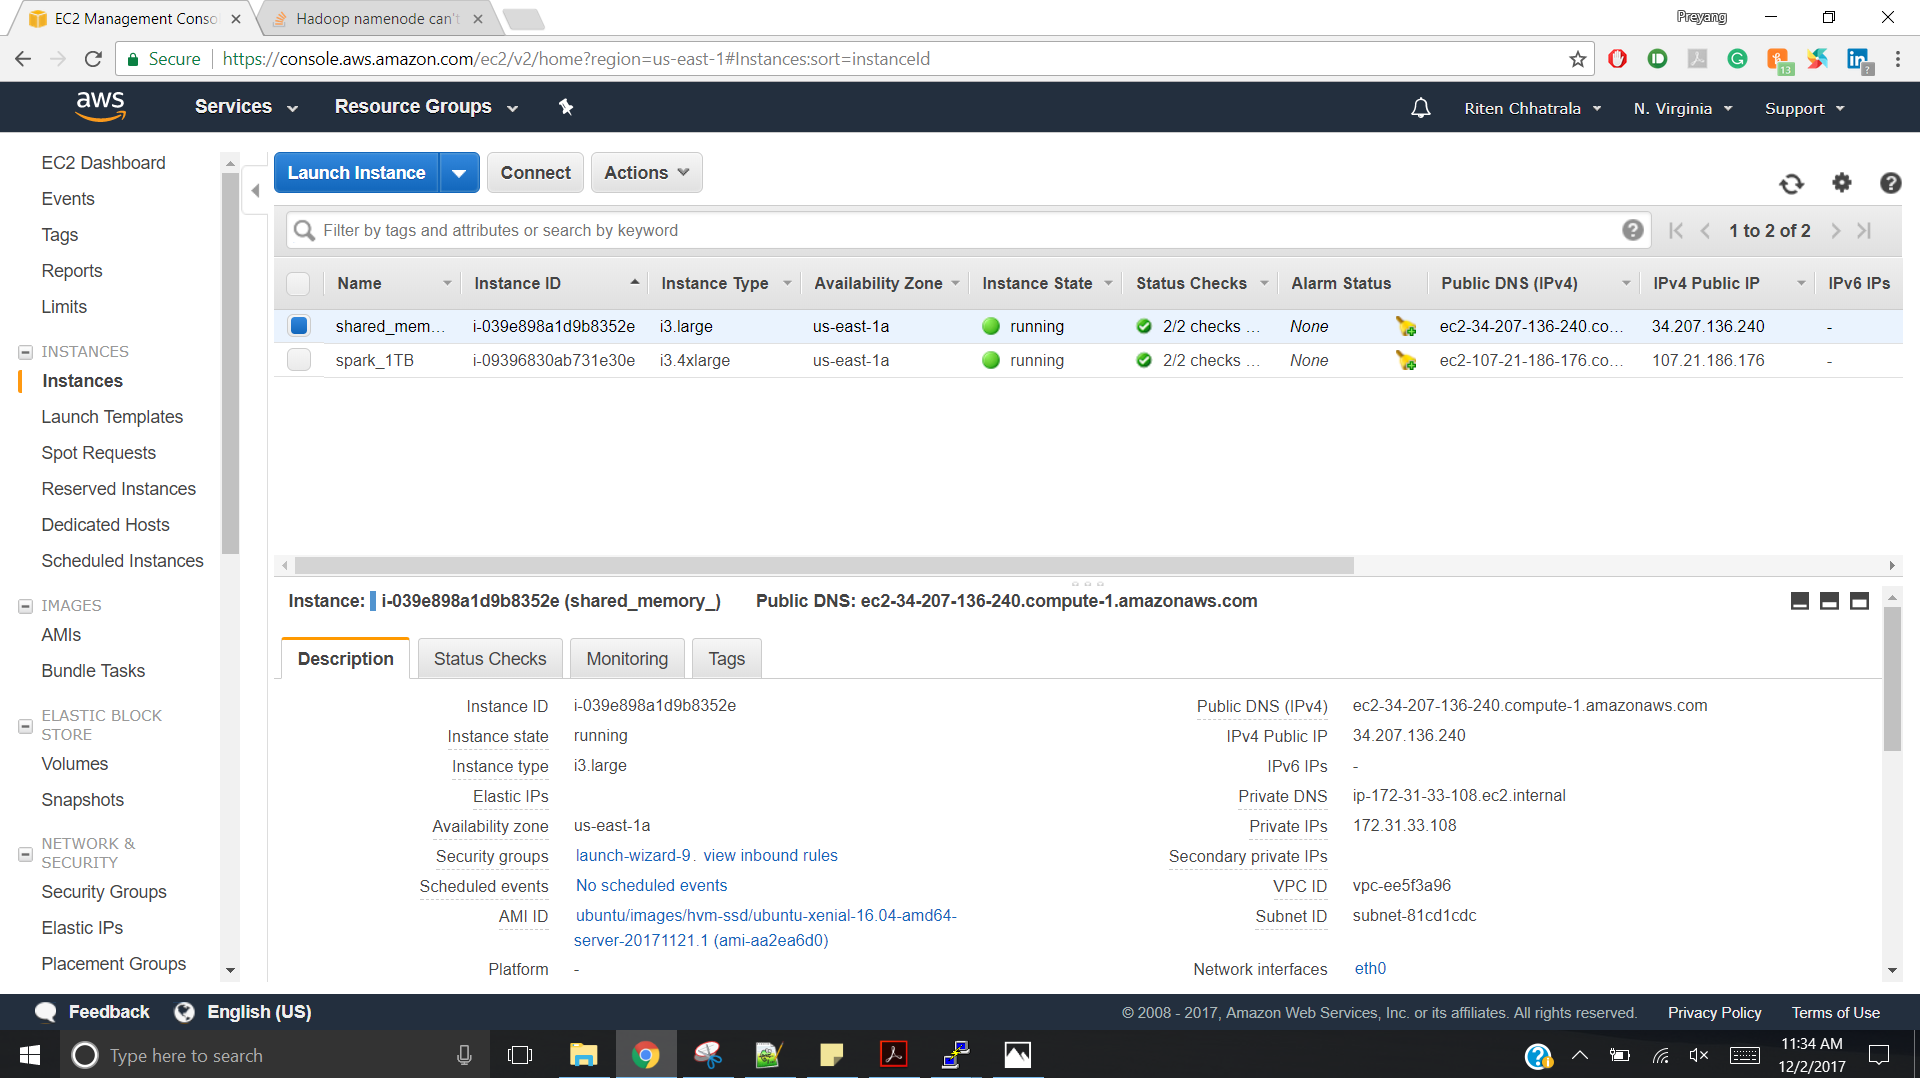 EC2 Management Conso
Hadoop namenode can't
Preyang
Secure
https://console.aws.amazon.com/ec2/v2/home?region=us-east-1#Instances:sort=instanceId
13
?
aws
Services
Resource Groups
Riten Chhatrala
N. Virginia
Support
EC2 Dashboard
Events
Tags
Reports
Limits
INSTANCES
Instances
Launch Templates
Spot Requests
Reserved Instances
Dedicated Hosts
Scheduled Instances
IMAGES
AMIs
Bundle Tasks
ELASTIC BLOCK
STORE
Volumes
Snapshots
NETWORK &
SECURITY
Security Groups
Elastic IPs
Placement Groups
Launch Instance
Connect
Actions
Filter by tags and attributes or search by keyword
1 to 2 of 2
Name Instance ID Instance Type Availability Zone Instance State Status Checks Alarm Status Public DNS (IPv4) IPv4 Public IP IPv6 IPs
shared_mem... i-039e898a1d9b8352e i3.large us-east-1a running 2/2 checks ... None ec2-34-207-136-240.co... 34.207.136.240 -
spark_1TB i-09396830ab731e30e i3.4xlarge us-east-1a running 2/2 checks ... None ec2-107-21-186-176.co... 107.21.186.176 -
Instance: i-039e898a1d9b8352e (shared_memory_) Public DNS: ec2-34-207-136-240.compute-1.amazonaws.com
Description
Status Checks
Monitoring
Tags
Instance ID i-039e898a1d9b8352e
Instance state running
Instance type i3.large
Elastic IPs
Availability zone us-east-1a
Security groups launch-wizard-9. view inbound rules
Scheduled events No scheduled events
AMI ID ubuntu/images/hvm-ssd/ubuntu-xenial-16.04-amd64-
server-20171121.1 (ami-aa2ea6d0)
Platform -
Public DNS (IPv4) ec2-34-207-136-240.compute-1.amazonaws.com
IPv4 Public IP 34.207.136.240
IPv6 IPs -
Private DNS ip-172-31-33-108.ec2.internal
Private IPs 172.31.33.108
Secondary private IPs
VPC ID vpc-ee5f3a96
Subnet ID subnet-81cd1cdc
Network interfaces eth0
Feedback
English (US)
© 2008 - 2017, Amazon Web Services, Inc. or its affiliates. All rights reserved.
Privacy Policy
Terms of Use
Type here to search
11:34 AM
12/2/2017